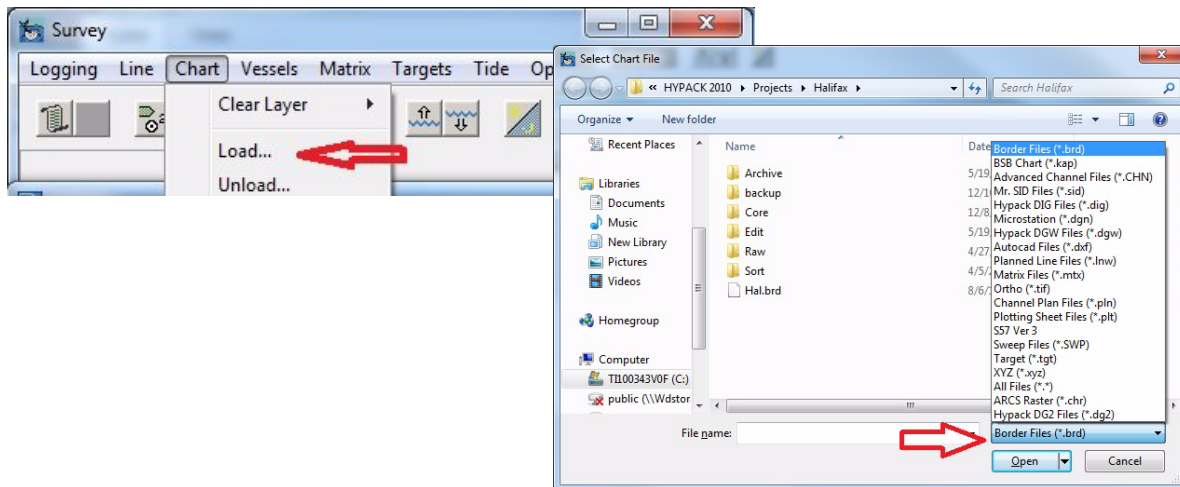 Survey
Logging Line Chart Vessels Matrix Targets Tide Op
Clear Layer
Load...
Unload...
Select Chart File
« HYPACK 2010 Projects Halifax
Search Halifax
Organize New folder
Recent Places
Libraries
Documents
Music
New Library
Pictures
Videos
Homegroup
Computer
TI100343V0F (C:)
public (\\Wdstor
Name Date
Archive 5/19
backup 12/1
Core 12/8
Edit 5/19
Raw 4/27
Sort 4/5/
Hal.brd 8/6/
Border Files (*.brd)
BSB Chart (*.kap)
Advanced Channel Files (*.CHN)
Mr. SID Files (*.sid)
Hypack DIG Files (*.dig)
Microstation (*.dgn)
Hypack DGW Files (*.dgw)
Autocad Files (*.dxf)
Planned Line Files (*.lnw)
Matrix Files (*.mtx)
Ortho (*.tif)
Channel Plan Files (*.pln)
Plotting Sheet Files (*.plt)
S57 Ver 3
Sweep Files (*.SWP)
Target (*.tgt)
XYZ (*.xyz)
All Files (*.*)
ARCS Raster (*.chr)
Hypack DG2 Files (*.dg2)
File name:
Border Files (*.brd)
Open Cancel